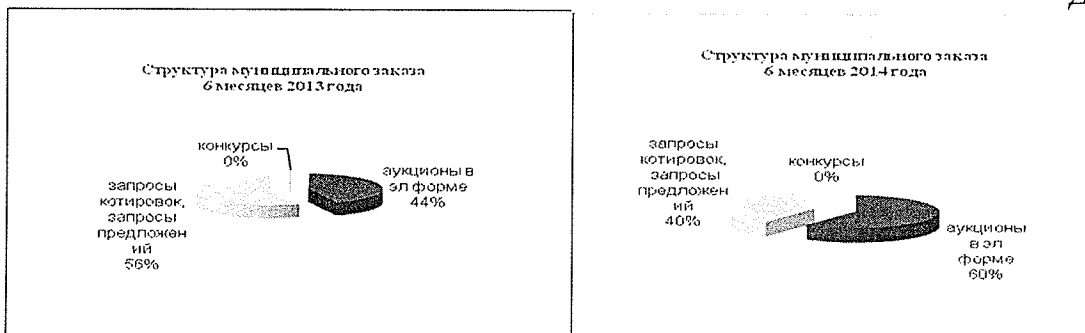 Д
Структура муниципального заказа
6 месяцев 2013 года
конкурсы
0%
аукционы в
эл форме
44%
запросы
котировок,
запросы
предложен
ий
56%
Структура муниципального заказа
6 месяцев 2014 года
запросы
котировок,
запросы
предложен
ий
40%
конкурсы
0%
аукционы
в эл
форме
60%